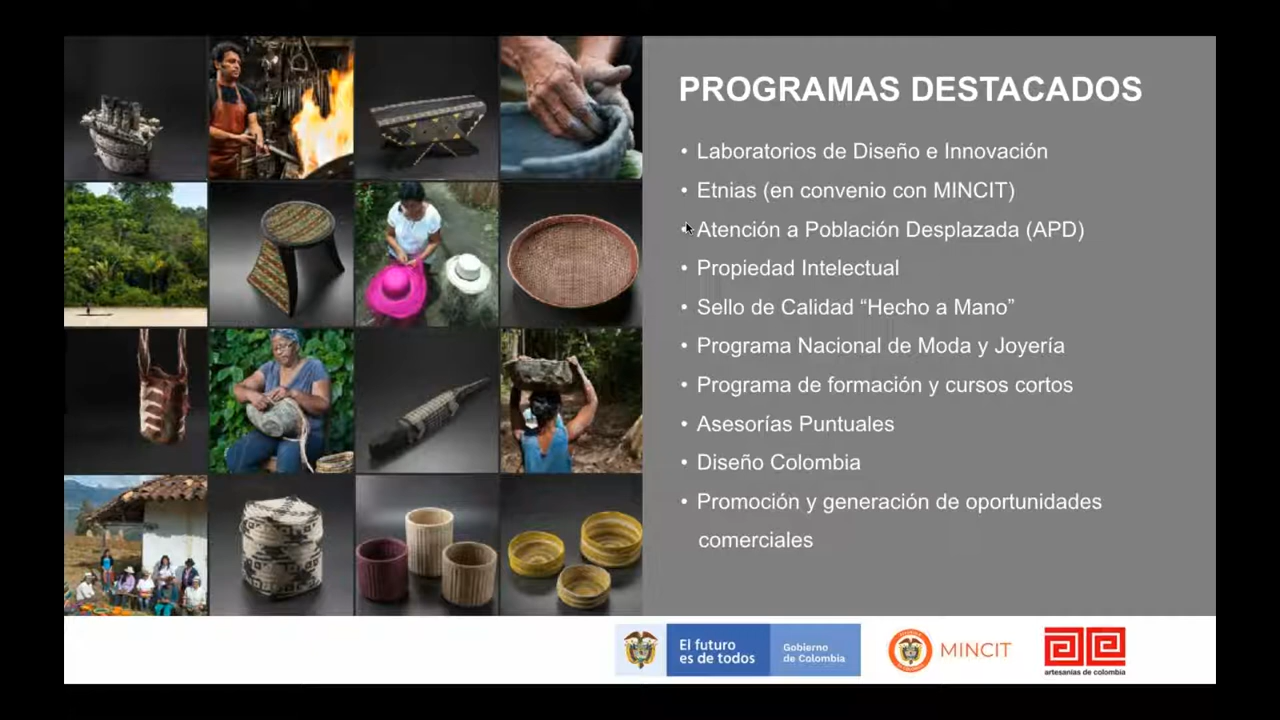 PROGRAMAS DESTACADOS
• Laboratorios de Diseño e Innovación
• Etnias (en convenio con MINCIT)
• Atención a Población Desplazada (APD)
• Propiedad Intelectual
• Sello de Calidad “Hecho a Mano”
• Programa Nacional de Moda y Joyería
• Programa de formación y cursos cortos
• Asesorías Puntuales
• Diseño Colombia
• Promoción y generación de oportunidades
comerciales
El futuro
es de todos
Gobierno
de Colombia
MINCIT
artesanías de colombia